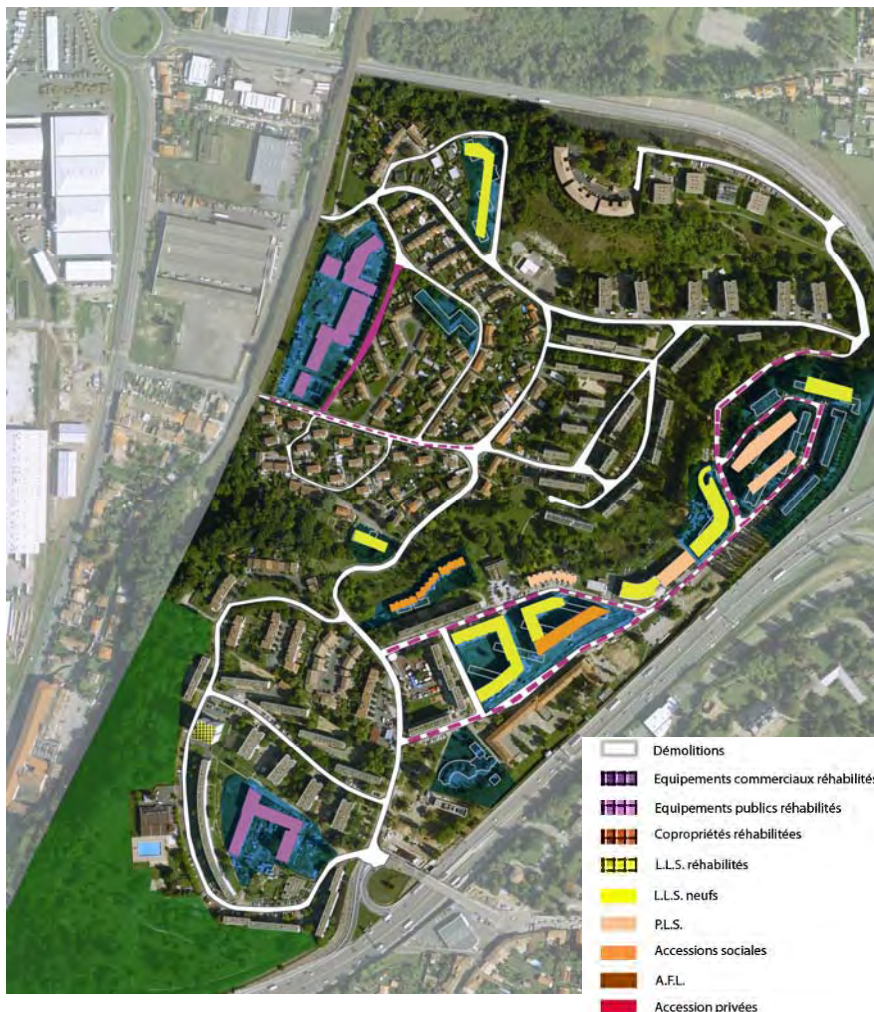 Démolitions
Equipements commerciaux réhabilités
Equipements publics réhabilités
Copropriétés réhabilitées
L.L.S. réhabilités
L.L.S. neufs
P.L.S.
Accessions sociales
A.F.L.
Accession privées